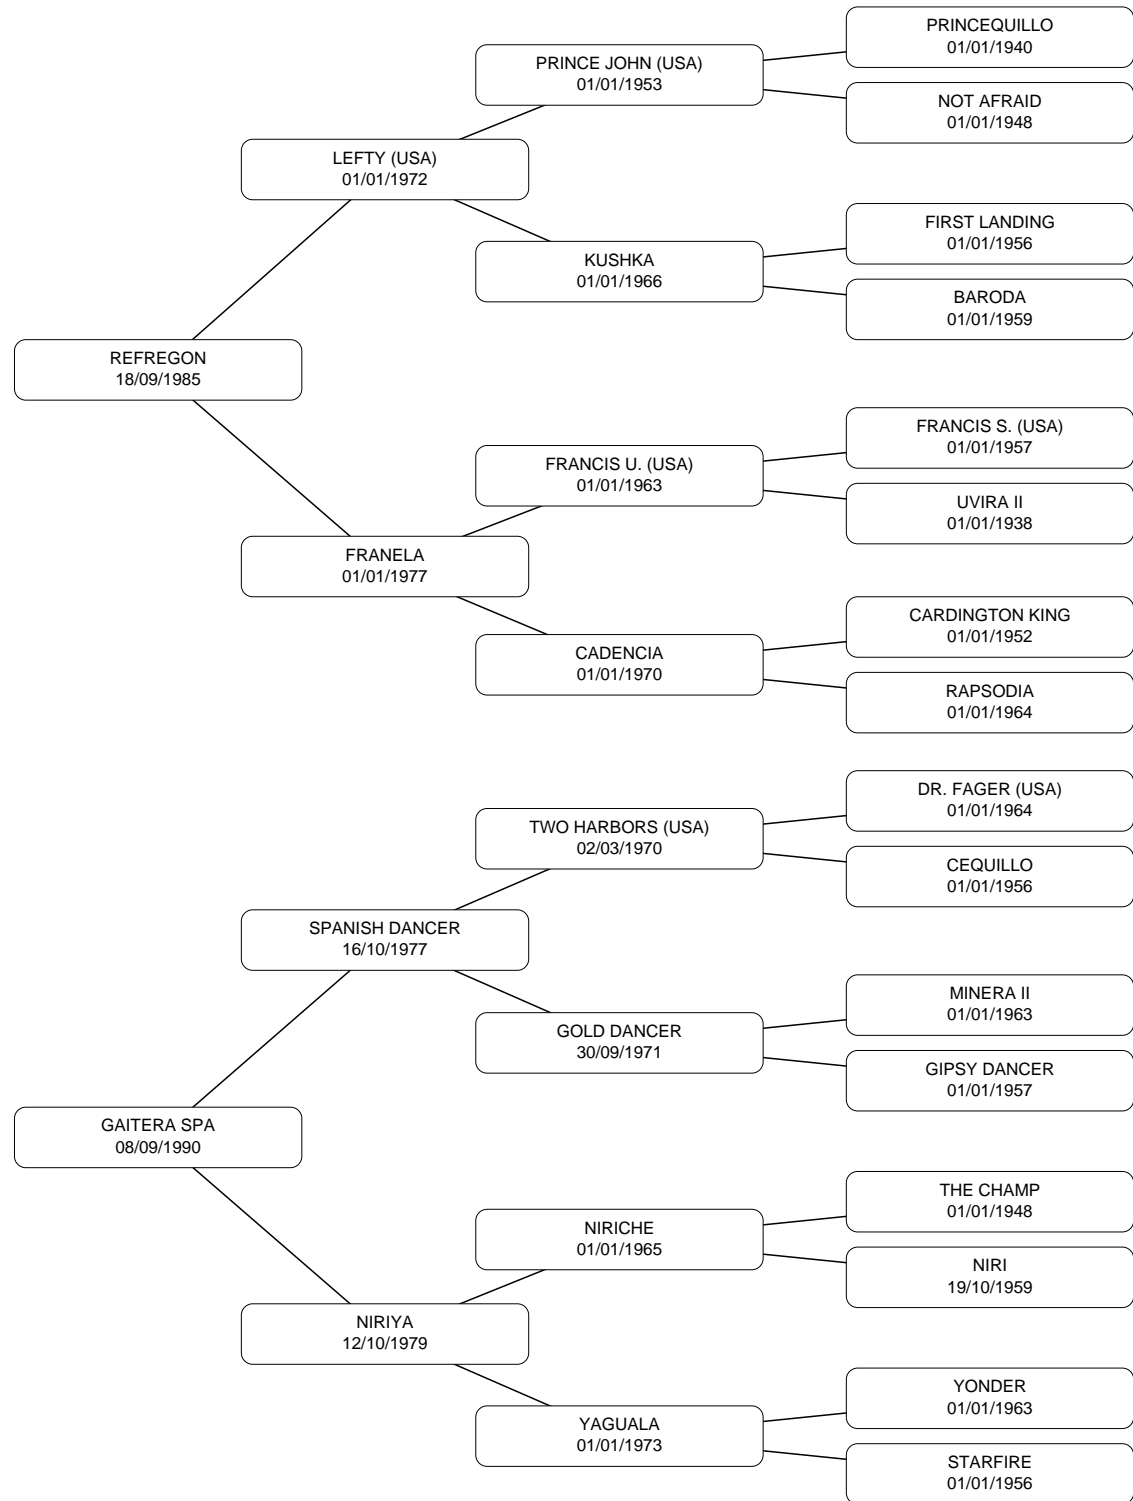 PRINCEQUILLO
01/01/1940
PRINCE JOHN (USA)
01/01/1953
NOT AFRAID
01/01/1948
LEFTY (USA)
01/01/1972
FIRST LANDING
01/01/1956
KUSHKA
01/01/1966
BARODA
01/01/1959
REFREGON
18/09/1985
FRANCIS S. (USA)
01/01/1957
FRANCIS U. (USA)
01/01/1963
UVIRA II
01/01/1938
FRANELA
01/01/1977
CARDINGTON KING
01/01/1952
CADENCIA
01/01/1970
RAPSODIA
01/01/1964
DR. FAGER (USA)
01/01/1964
TWO HARBORS (USA)
02/03/1970
CEQUILLO
01/01/1956
SPANISH DANCER
16/10/1977
MINERA II
01/01/1963
GOLD DANCER
30/09/1971
GIPSY DANCER
01/01/1957
GAITERA SPA
08/09/1990
THE CHAMP
01/01/1948
NIRICHE
01/01/1965
NIRI
19/10/1959
NIRIYA
12/10/1979
YONDER
01/01/1963
YAGUALA
01/01/1973
STARFIRE
01/01/1956